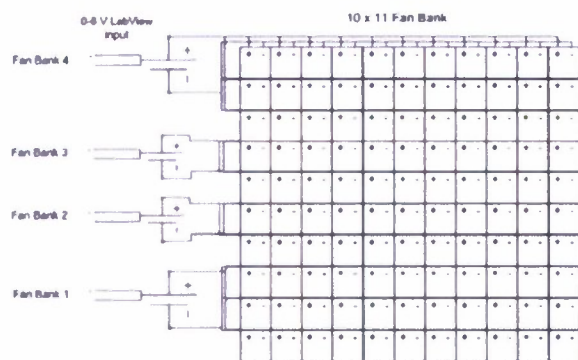 0-6 V LabView
Input
10 x 11 Fan Bank
Fan Bank 4
Fan Bank 3
Fan Bank 2
Fan Bank 1